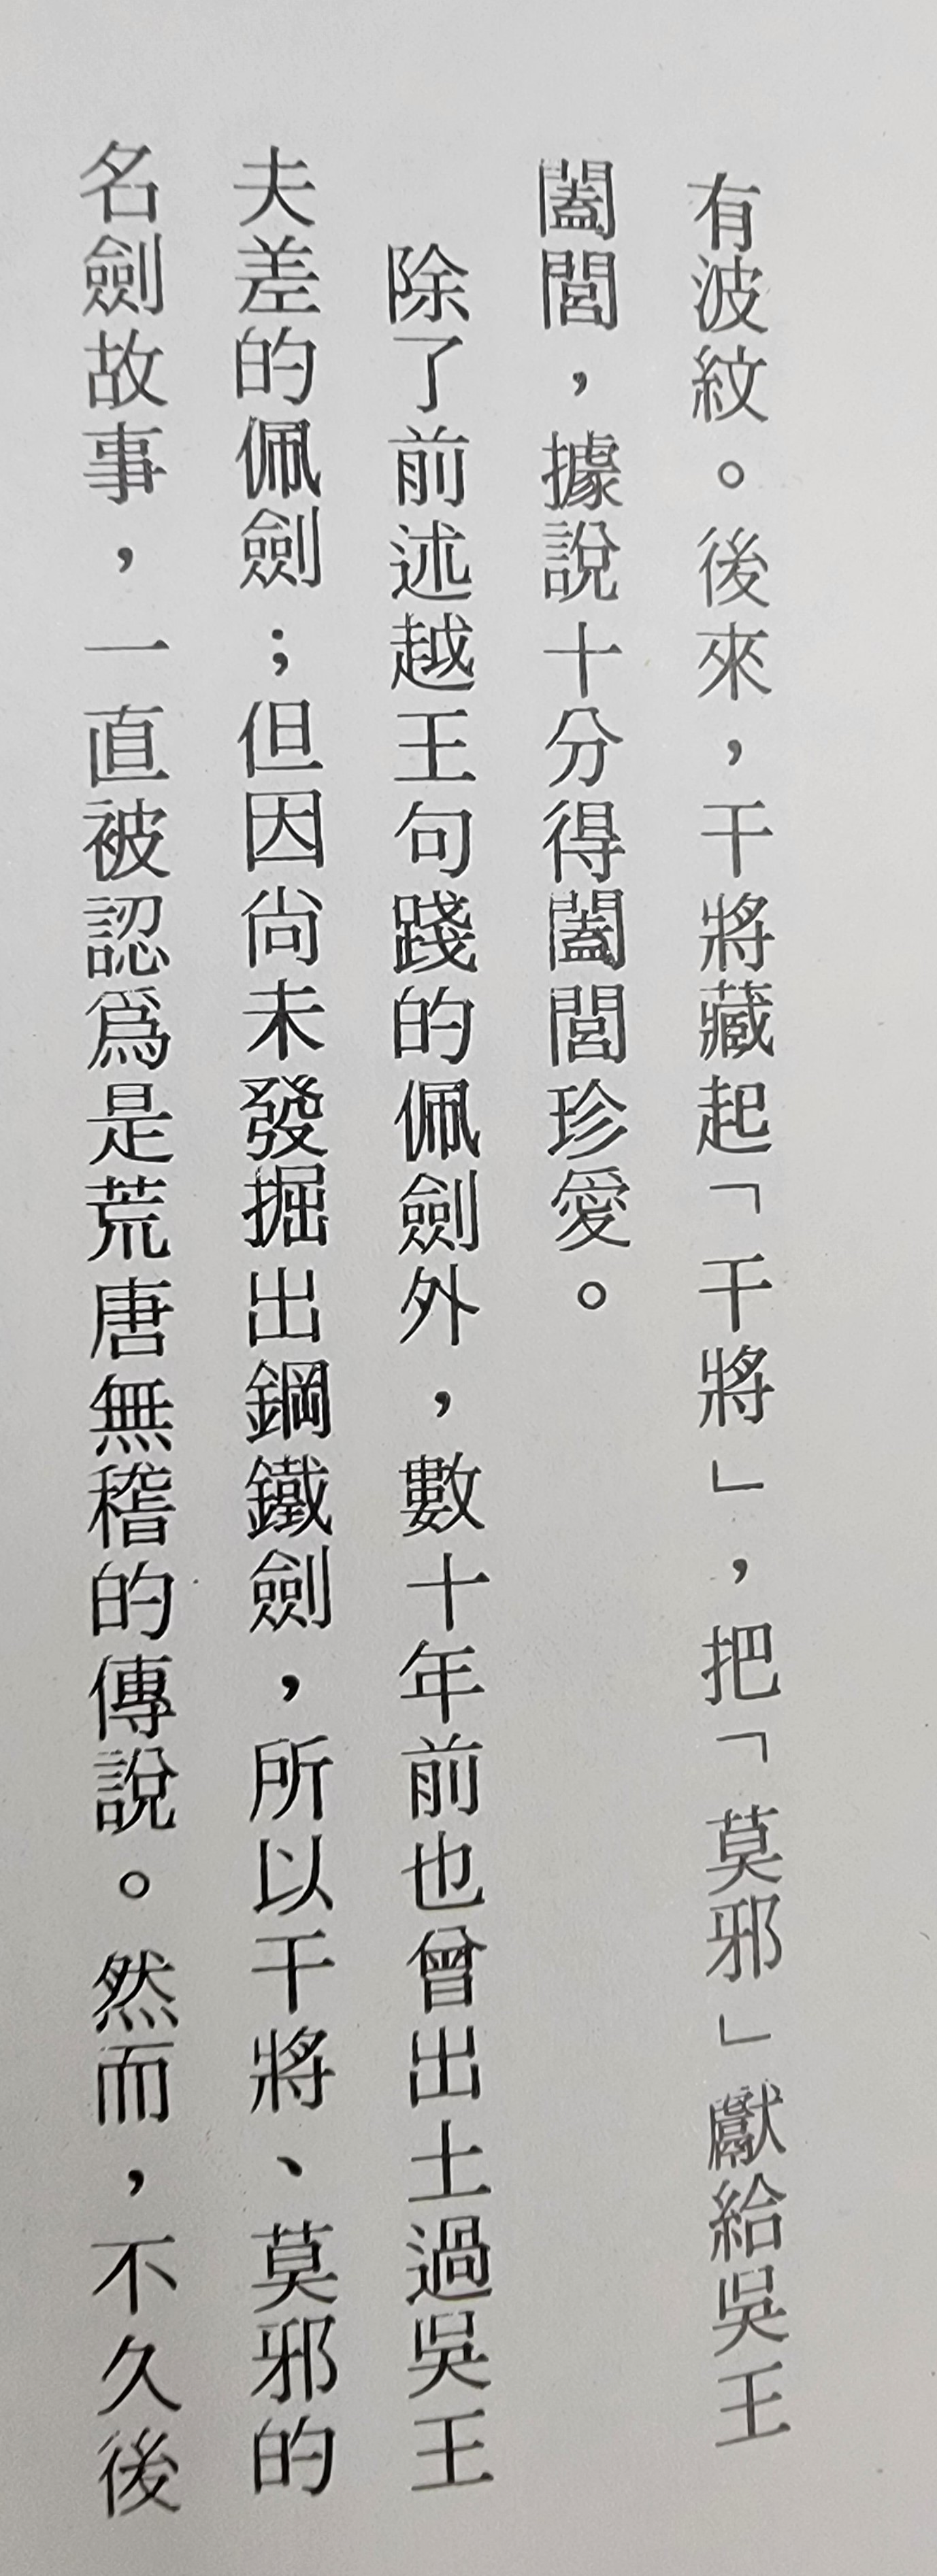 有波紋。後來，干將藏起「干將」，把「莫邪」獻給吳王
闔閭，據說十分得闔閭珍愛。
除了前述越王句踐的佩劍外，數十年前也曾出土過吳王
夫差的佩劍；但因尚未發掘出鋼鐵劍，所以干將、莫邪的
名劍故事，一直被認爲是荒唐無稽的傳說。然而，不久後